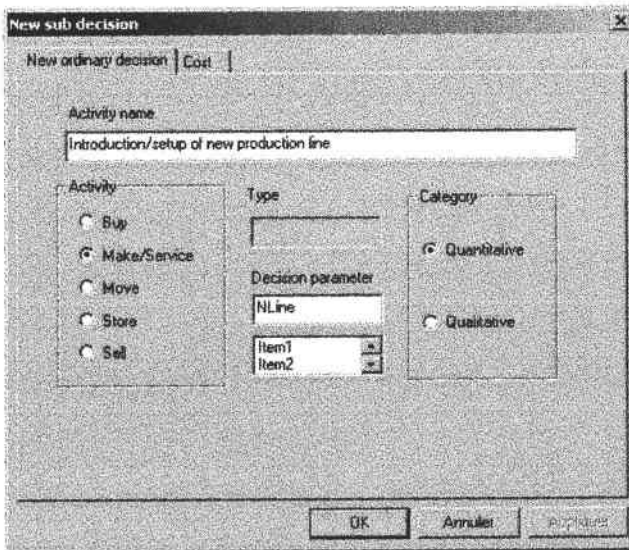 New sub decision
New ordinary decision
Cost
Activity name
Introduction/setup of new production line
Activity
Buy
Make/Service
Move
Store
Sell
Type
Decision parameter
NLine
Item1
Item2
Category
Quantitative
Qualitative
OK
Annuler
Appliquer